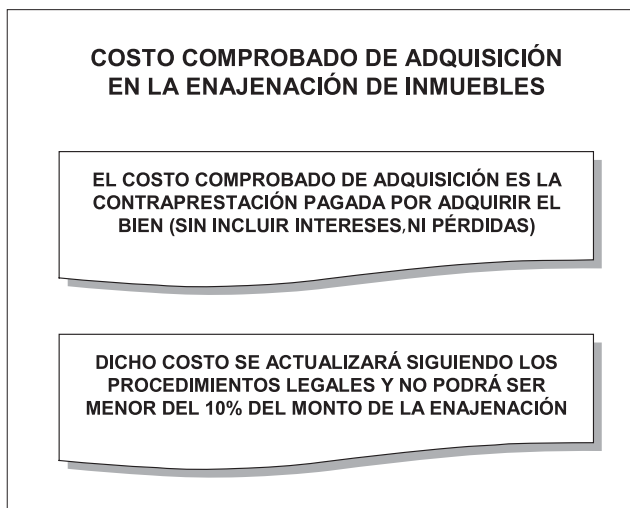 COSTO COMPROBADO DE ADQUISICIÓN
EN LA ENAJENACIÓN DE INMUEBLES
EL COSTO COMPROBADO DE ADQUISICIÓN ES LA
CONTRAPRESTACIÓN PAGADA POR ADQUIRIR EL
BIEN (SIN INCLUIR INTERESES, NI PÉRDIDAS)
DICHO COSTO SE ACTUALIZARÁ SIGUIENDO LOS
PROCEDIMIENTOS LEGALES Y NO PODRÁ SER
MENOR DEL 10% DEL MONTO DE LA ENAJENACIÓN